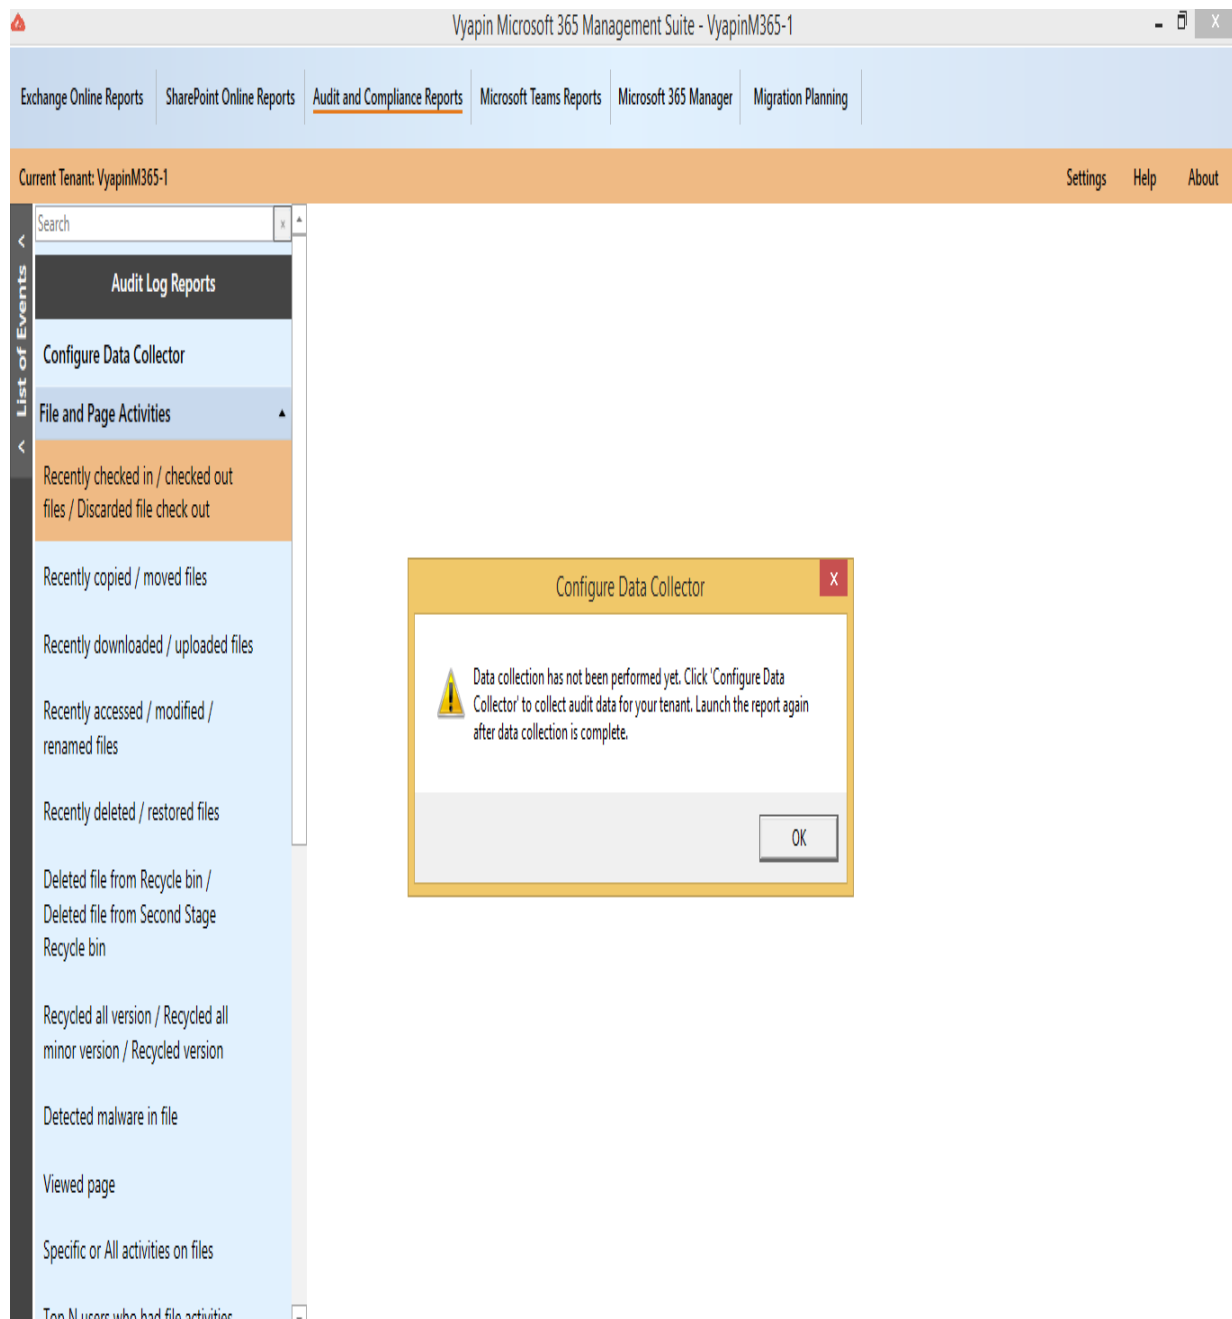 Vyapin Microsoft 365 Management Suite - VyapinM365-1
Exchange Online Reports
SharePoint Online Reports
Audit and Compliance Reports
Microsoft Teams Reports
Microsoft 365 Manager
Migration Planning
Current Tenant: VyapinM365-1
Settings
Help
About
< List of Events <
Search
x
Audit Log Reports
Configure Data Collector
File and Page Activities
Recently checked in / checked out
files / Discarded file check out
Recently copied / moved files
Recently downloaded / uploaded files
Recently accessed / modified /
renamed files
Recently deleted / restored files
Deleted file from Recycle bin /
Deleted file from Second Stage
Recycle bin
Recycled all version / Recycled all
minor version / Recycled version
Detected malware in file
Viewed page
Specific or All activities on files
Top N users who had file activities
Configure Data Collector
X
Data collection has not been performed yet. Click 'Configure Data
Collector' to collect audit data for your tenant. Launch the report again
after data collection is complete.
OK